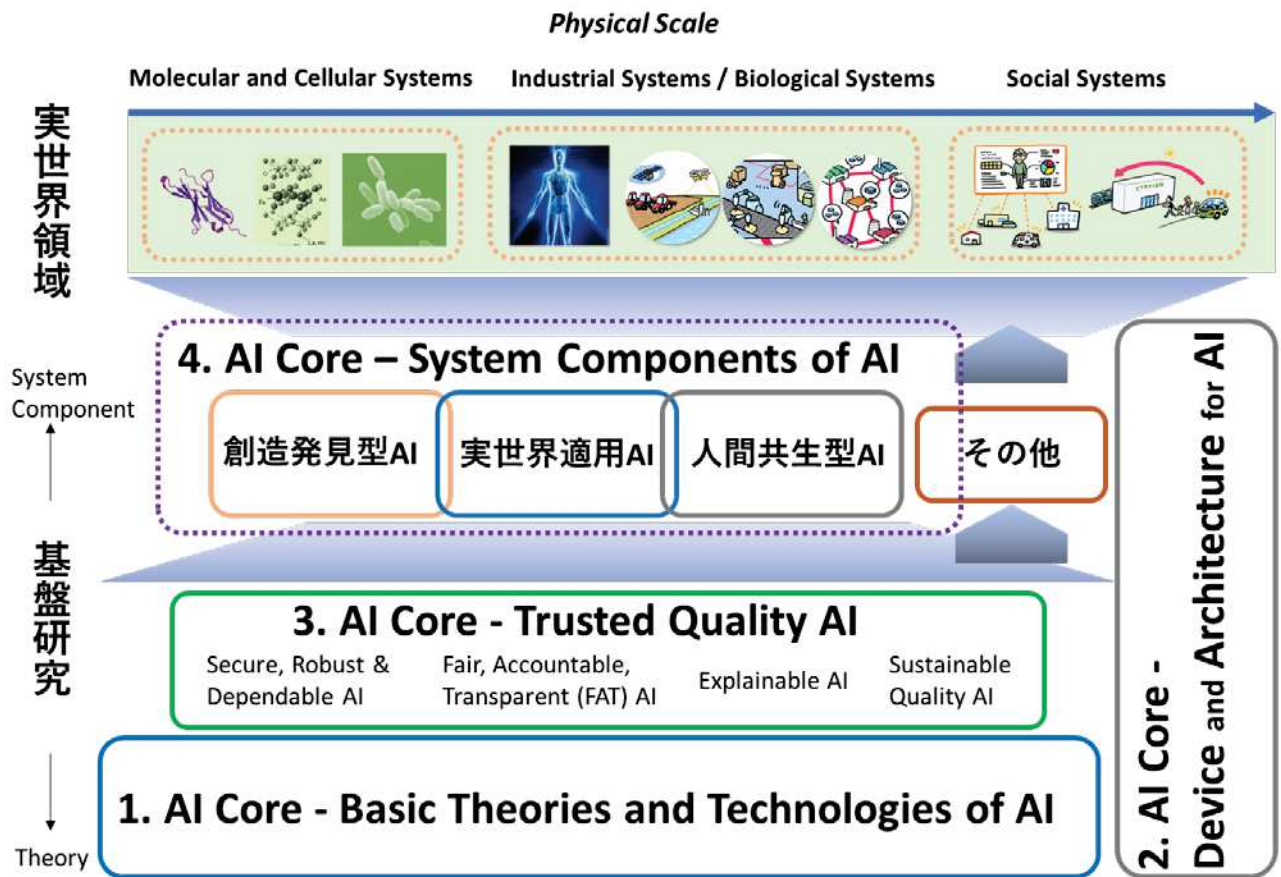 Physical Scale
Molecular and Cellular Systems
Industrial Systems / Biological Systems
Social Systems
実世界領域
STATION
4. AI Core – System Components of AI
System
Component
創造発見型AI
実世界適用AI
人間共生型AI
その他
基盤研究
3. AI Core - Trusted Quality AI
Secure, Robust &
Dependable AI
Fair, Accountable,
Transparent (FAT) AI
Explainable AI
Sustainable
Quality AI
1. AI Core - Basic Theories and Technologies of AI
Theory
2. AI Core -
Device and Architecture for AI